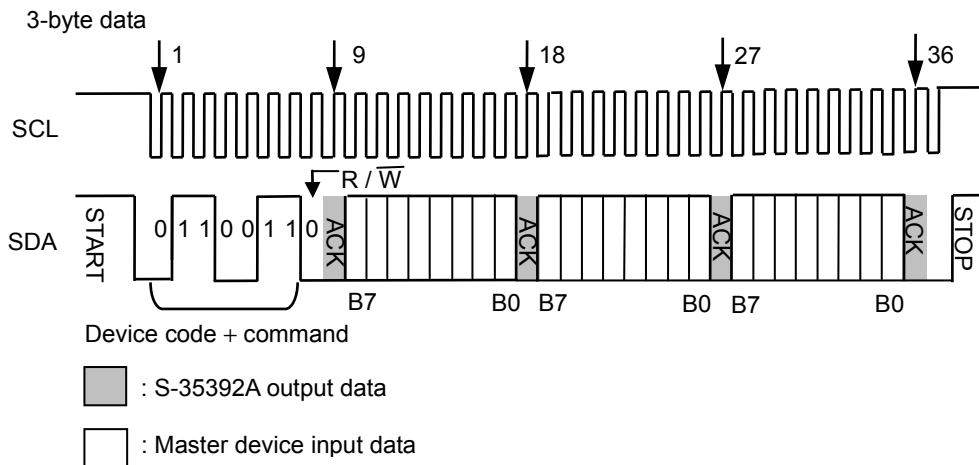 3-byte data
1 9 18 27 36
SCL
R / W̅
SDA START 0 1 1 0 0 1 1 0 ACK ACK ACK ACK STOP
B7 B0 B7 B0 B7 B0
Device code + command
: S-35392A output data
: Master device input data